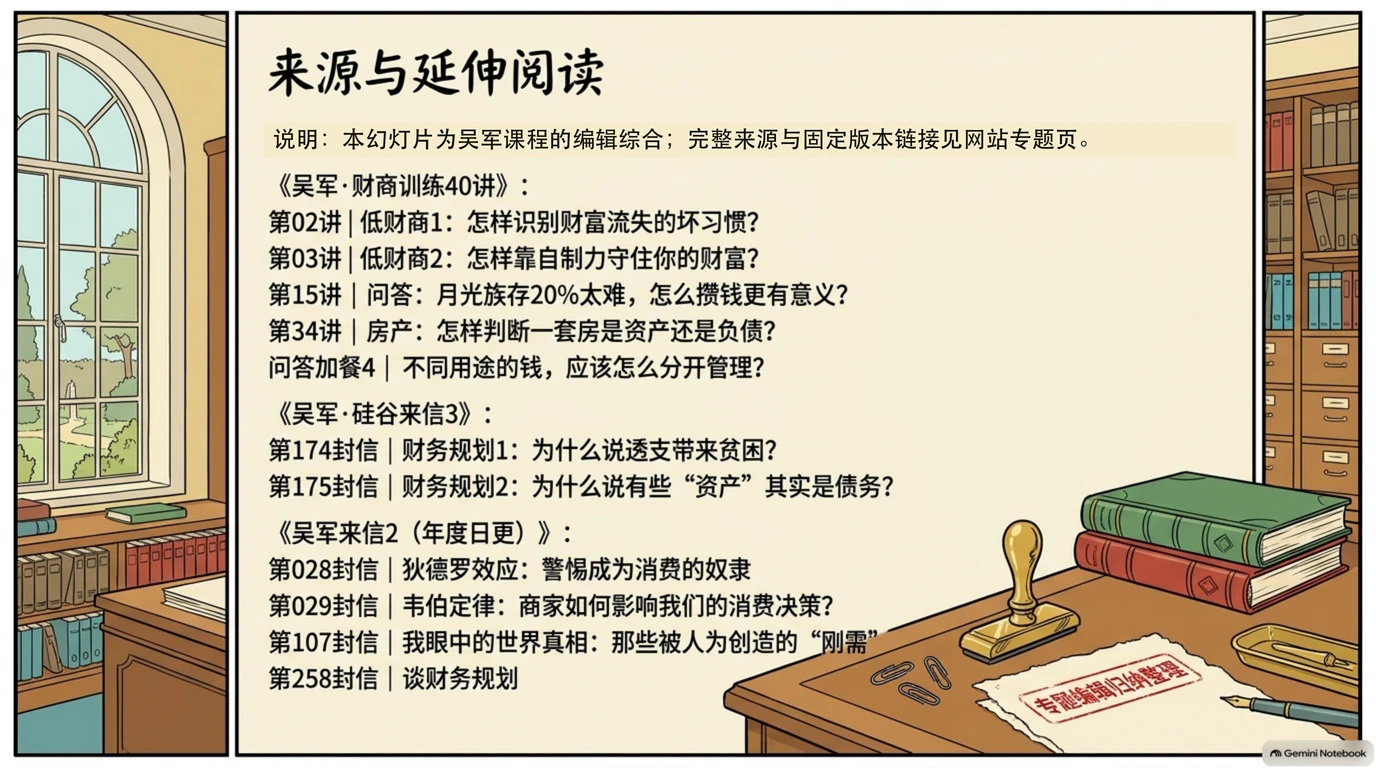 来源与延伸阅读
说明：本幻灯片为吴军课程的编辑综合；完整来源与固定版本链接见网站专题页。
《吴军·财商训练40讲》：
第02讲｜低财商1：怎样识别财富流失的坏习惯？
第03讲｜低财商2：怎样靠自制力守住你的财富？
第15讲｜问答：月光族存20%太难，怎么攒钱更有意义？
第34讲｜房产：怎样判断一套房是资产还是负债？
问答加餐4｜ 不同用途的钱，应该怎么分开管理？
《吴军·硅谷来信3》：
第174封信｜财务规划1：为什么说透支带来贫困？
第175封信｜财务规划2：为什么说有些“资产”其实是债务？
《吴军来信2（年度日更）》：
第028封信｜狄德罗效应：警惕成为消费的奴隶
第029封信｜韦伯定律：商家如何影响我们的消费决策？
第107封信｜我眼中的世界真相：那些被人为创造的“刚需”
第258封信｜谈财务规划
专题编辑归纳整理
Gemini Notebook